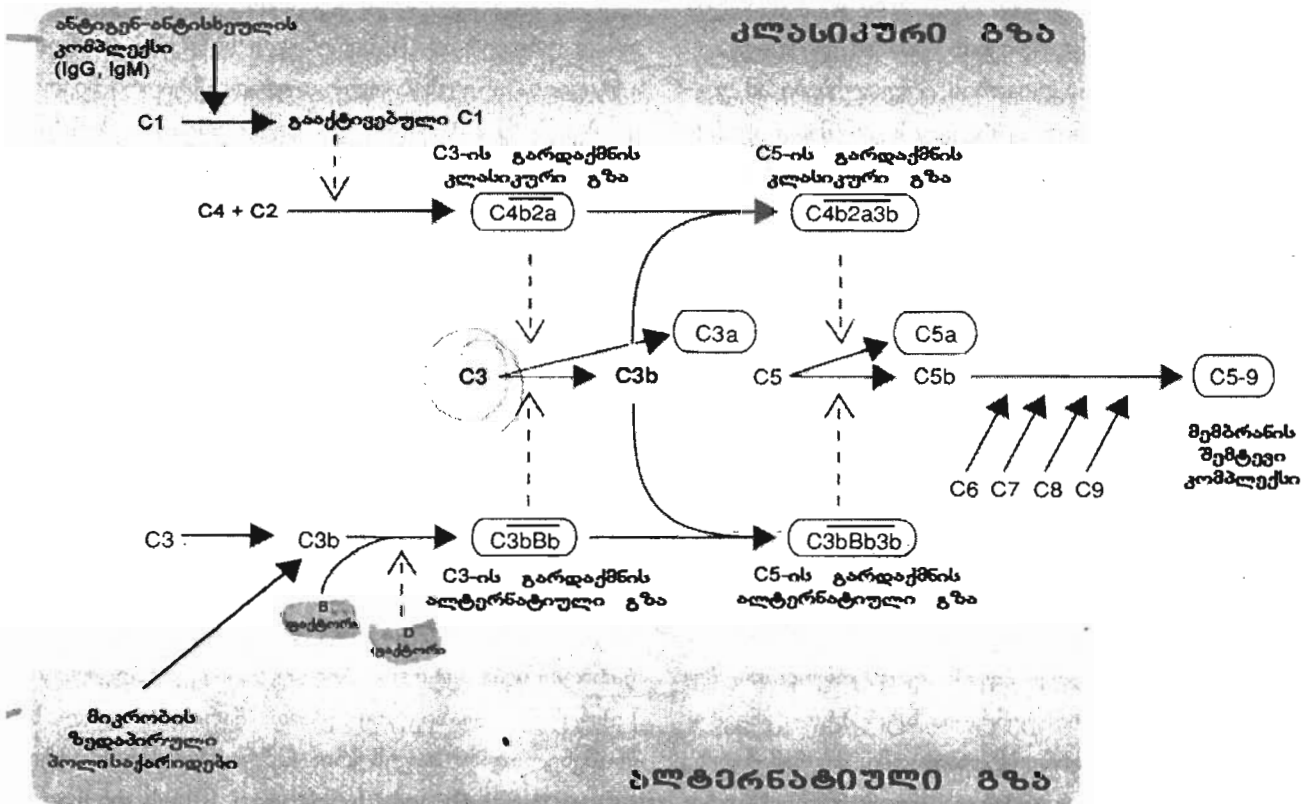 ანტიგენ-ანტისხეულის
კომპლექსი
(IgG, IgM)
კლასიკური გზა
C1
გააქტივებული C1
C3-ის გარდაქმნის
კლასიკური გზა
C5-ის გარდაქმნის
კლასიკური გზა
C4 + C2
C4b2a
C4b2a3b
C3a
C5a
C3
C3b
C5
C5b
C5-9
მემბრანის
შემტევი
კომპლექსი
C6 C7 C8 C9
C3
C3b
C3bBb
C3bBb3b
C3-ის გარდაქმნის
ალტერნატიული გზა
C5-ის გარდაქმნის
ალტერნატიული გზა
B
ფაქტორი
D
ფაქტორი
მიკრობის
ზედაპირული
პოლისაქარიდები
ალტერნატიული გზა